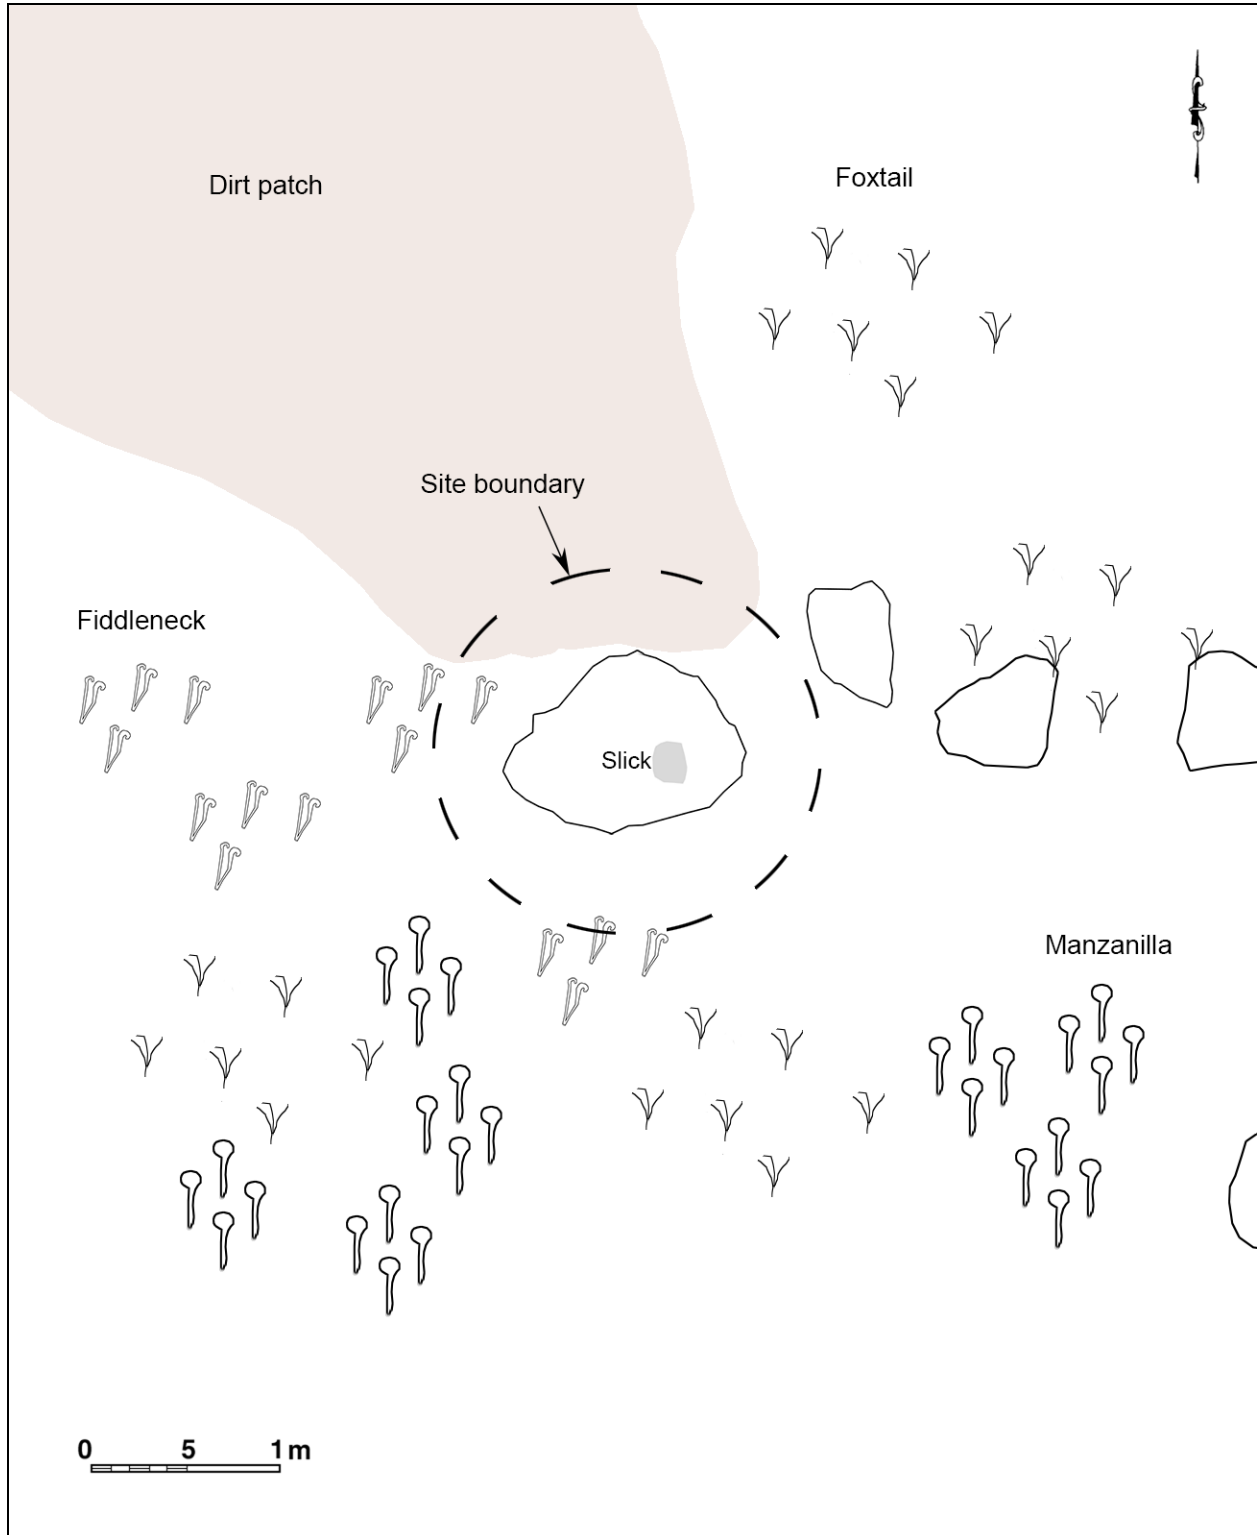 Dirt patch
Foxtail
Site boundary
Fiddleneck
Slick
Manzanilla
0 5 1 m